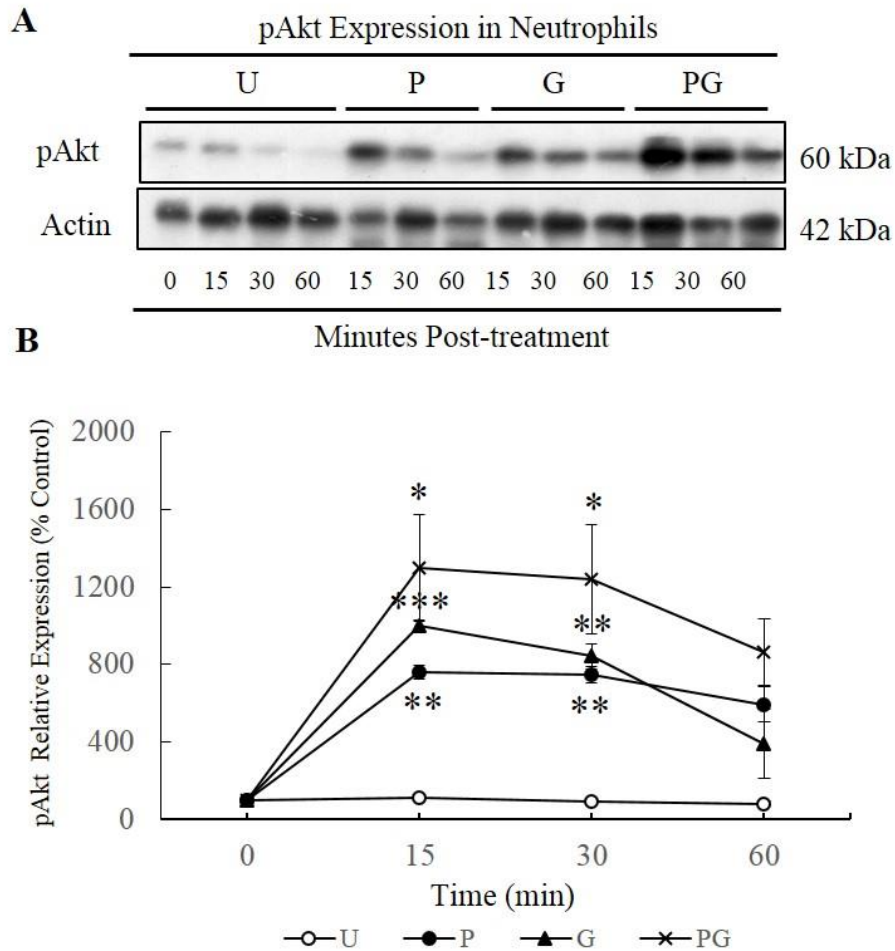 A
pAkt Expression in Neutrophils
U P G PG
pAkt 60 kDa
Actin 42 kDa
0 15 30 60 15 30 60 15 30 60 15 30 60
Minutes Post-treatment
B
pAkt Relative Expression (% Control)
2000
1600
1200
800
400
0
* *
***
**
** **
0 15 30 60
Time (min)
U P G PG